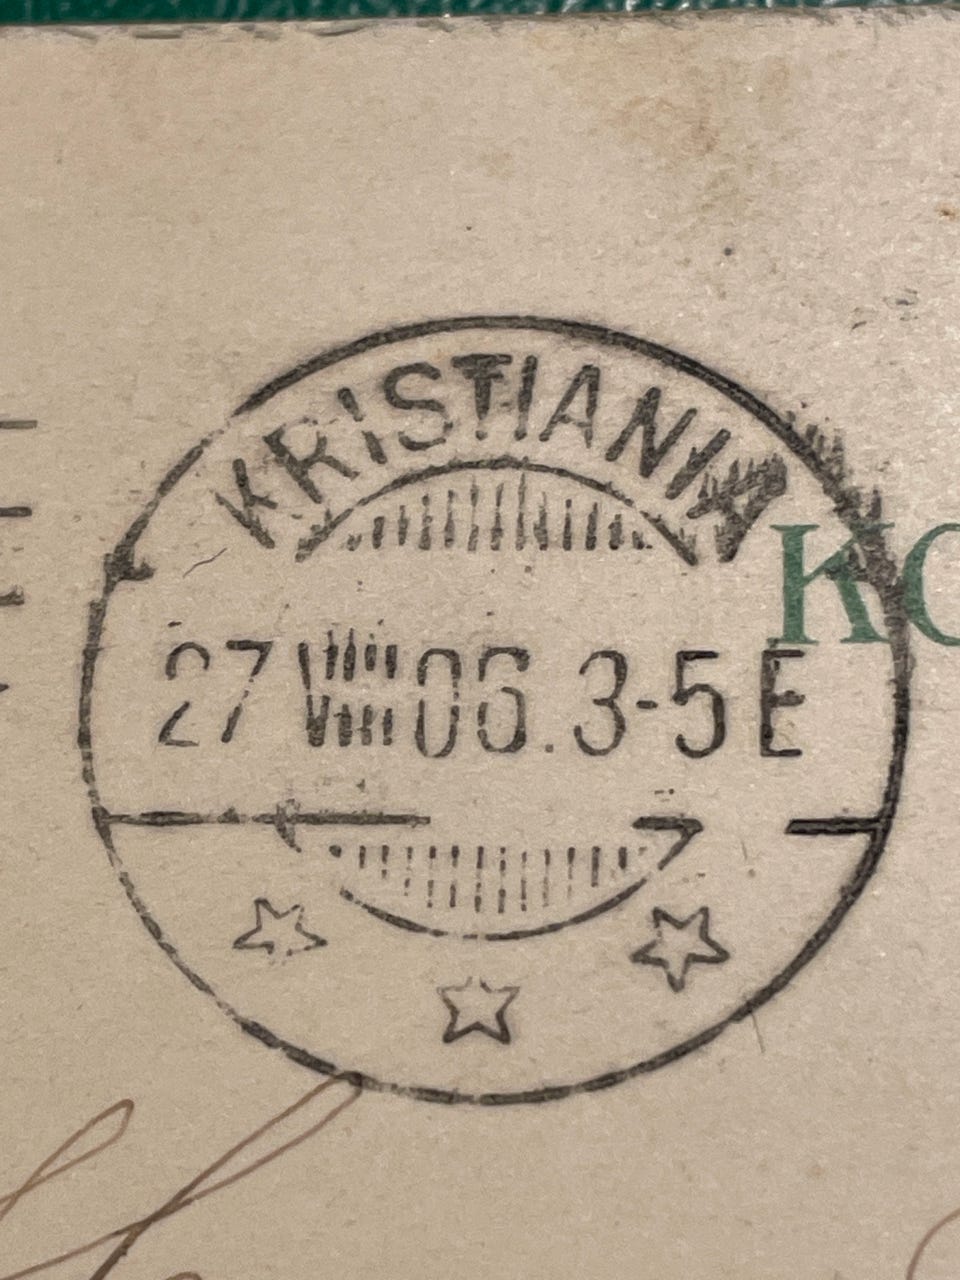 KRISTIANIA
K
27 VIII 06. 3-5 E